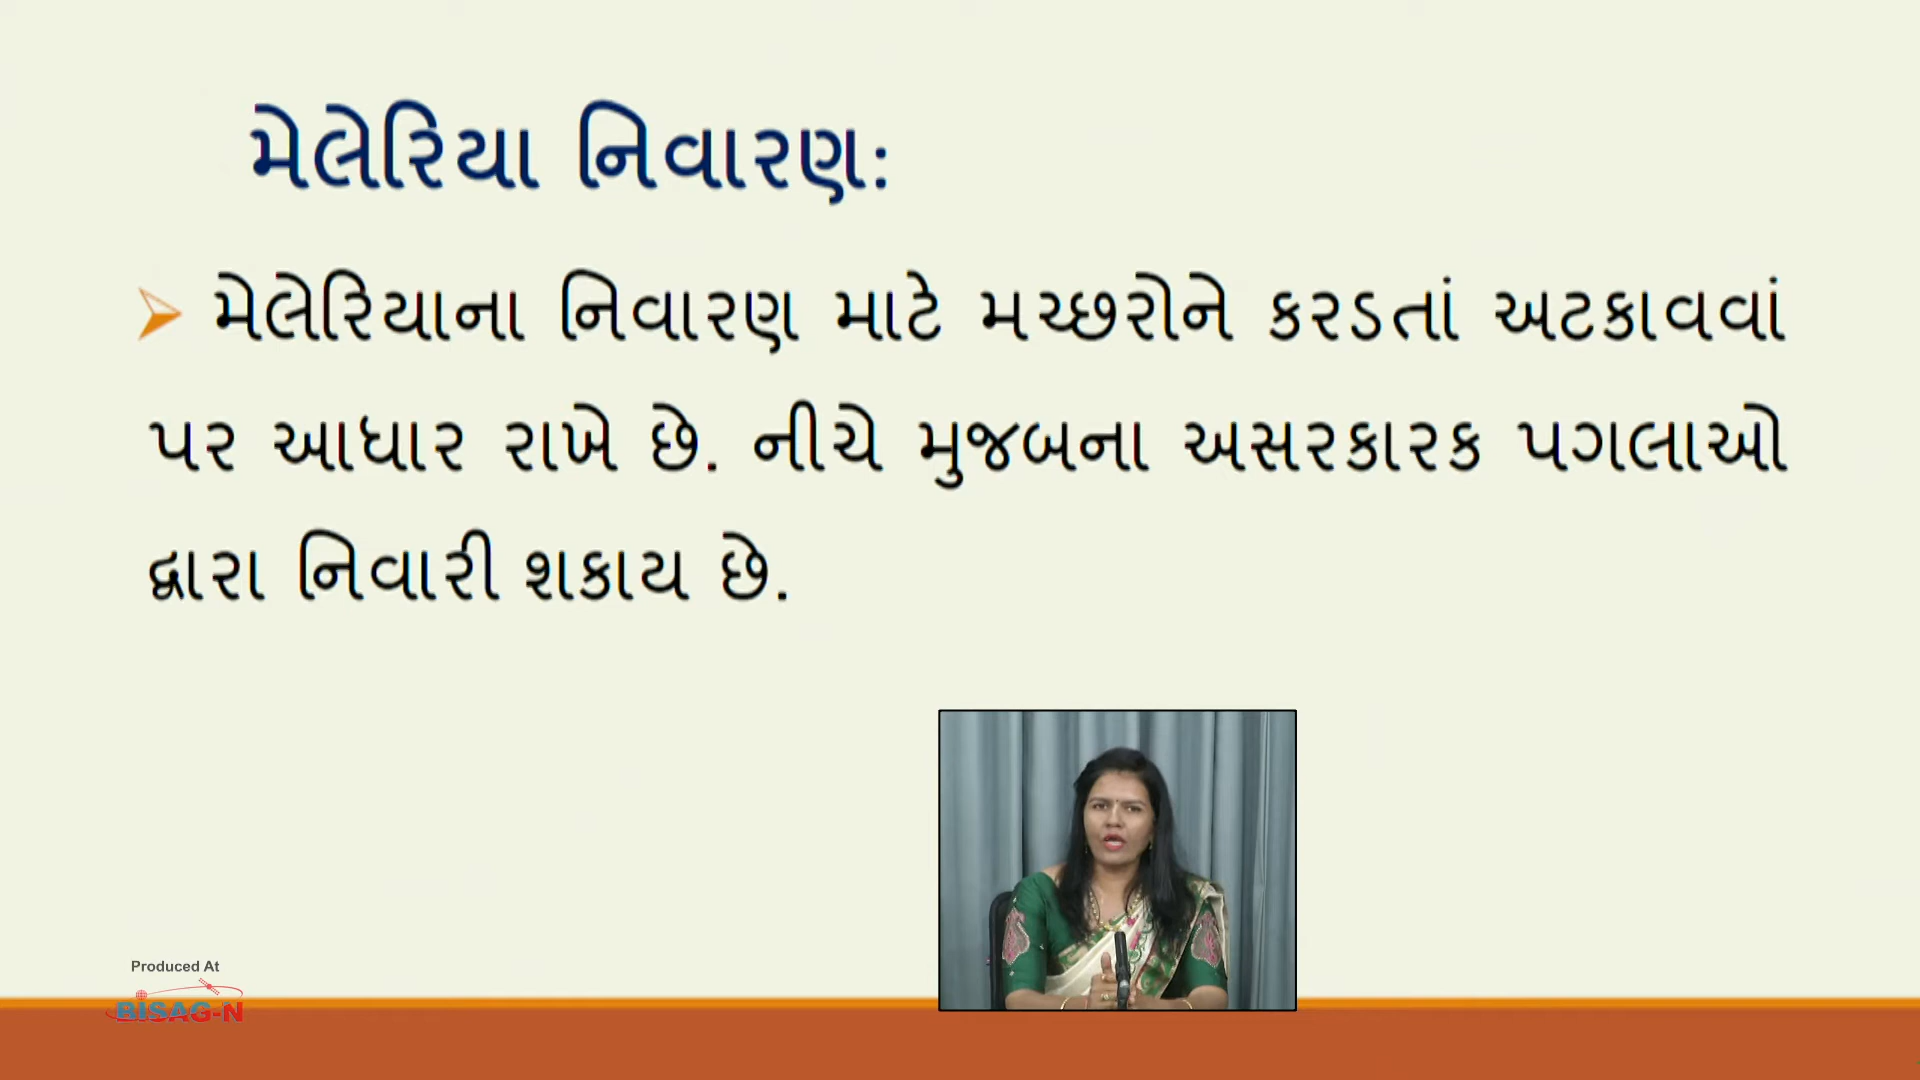 મેલેરિયા નિવારણ:
મેલેરિયાના નિવારણ માટે મચ્છરોને કરડતાં અટકાવવાં
પર આધાર રાખે છે. નીચે મુજબના અસરકારક પગલાઓ
દ્વારા નિવારી શકાય છે.
Produced At
BISAG-N